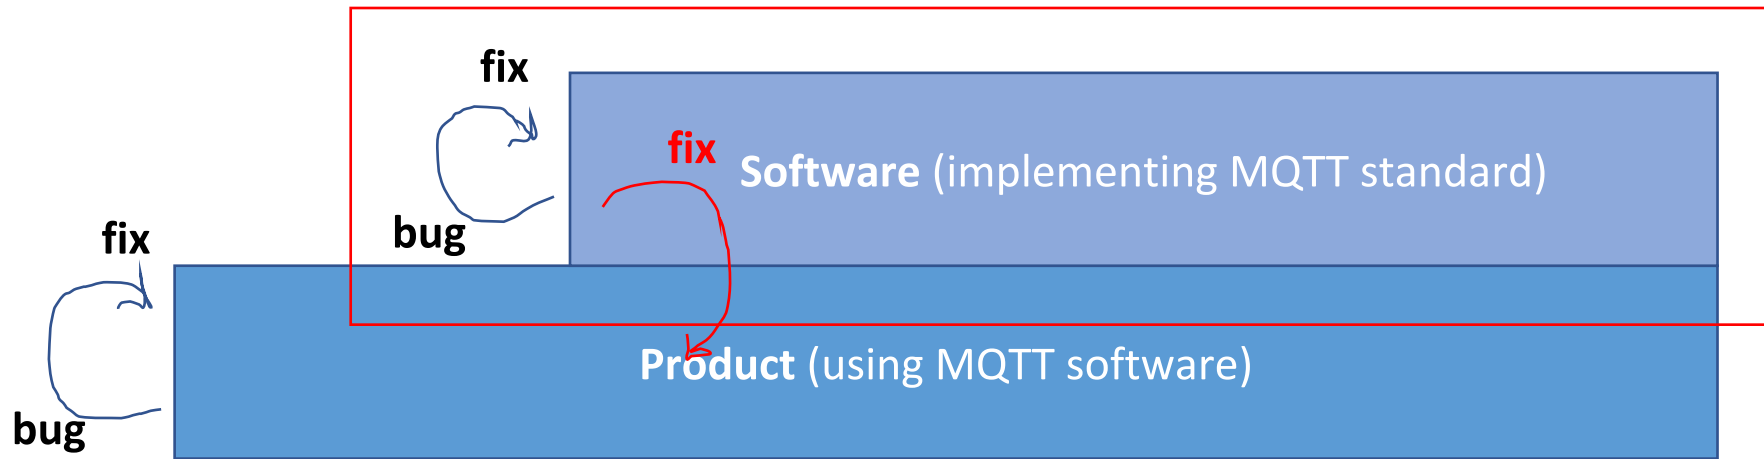 fix
fix
Software (implementing MQTT standard)
bug
fix
Product (using MQTT software)
bug